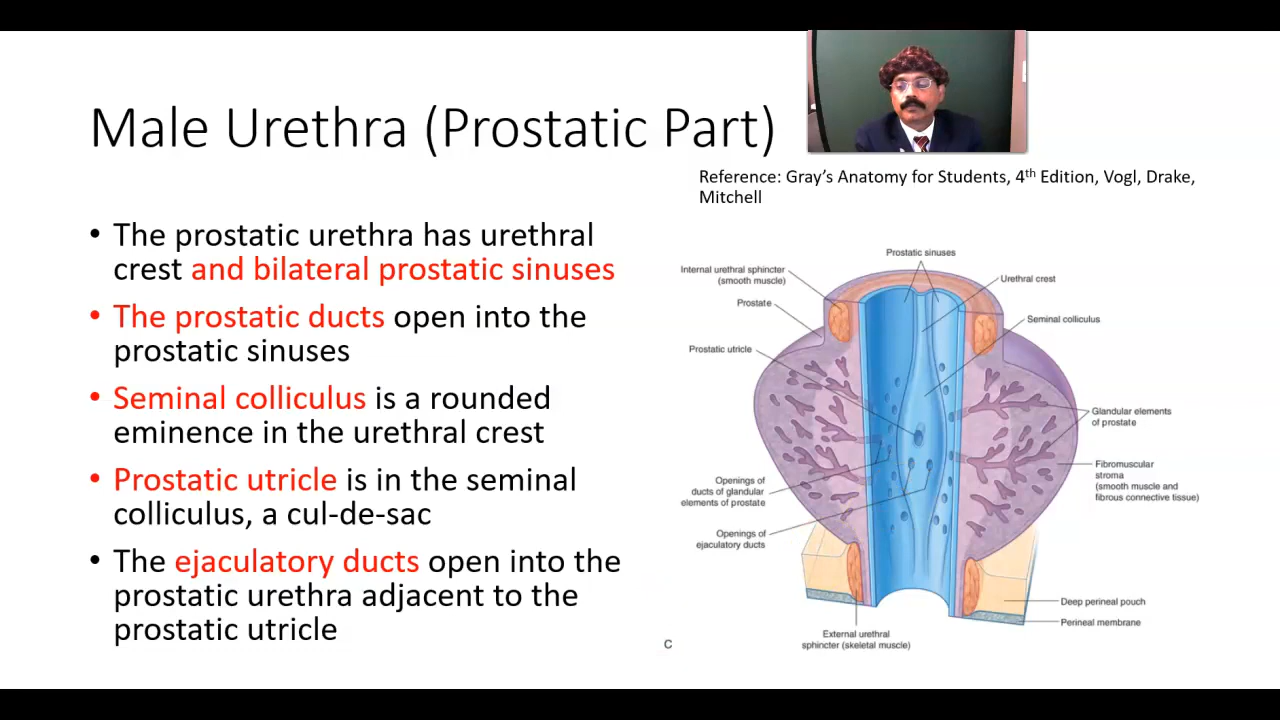 Male Urethra (Prostatic Part)
Reference: Gray's Anatomy for Students, 4th Edition, Vogl, Drake,
Mitchell
• The prostatic urethra has urethral
crest and bilateral prostatic sinuses
• The prostatic ducts open into the
prostatic sinuses
• Seminal colliculus is a rounded
eminence in the urethral crest
• Prostatic utricle is in the seminal
colliculus, a cul-de-sac
• The ejaculatory ducts open into the
prostatic urethra adjacent to the
prostatic utricle
Prostatic sinuses
Internal urethral sphincter
(smooth muscle)
Urethral crest
Prostate
Seminal colliculus
Prostatic utricle
Glandular elements
of prostate
Fibromuscular
stroma
(smooth muscle and
fibrous connective tissue)
Openings of
ducts of glandular
elements of prostate
Openings of
ejaculatory ducts
Deep perineal pouch
Perineal membrane
External urethral
sphincter (skeletal muscle)
C